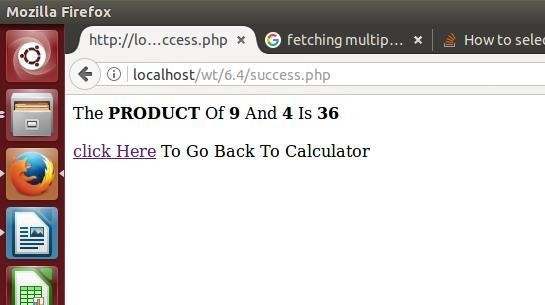 Mozilla Firefox
http://lo...ccess.php × fetching multip... × How to selec
localhost/wt/6.4/success.php
The PRODUCT Of 9 And 4 Is 36
click Here To Go Back To Calculator